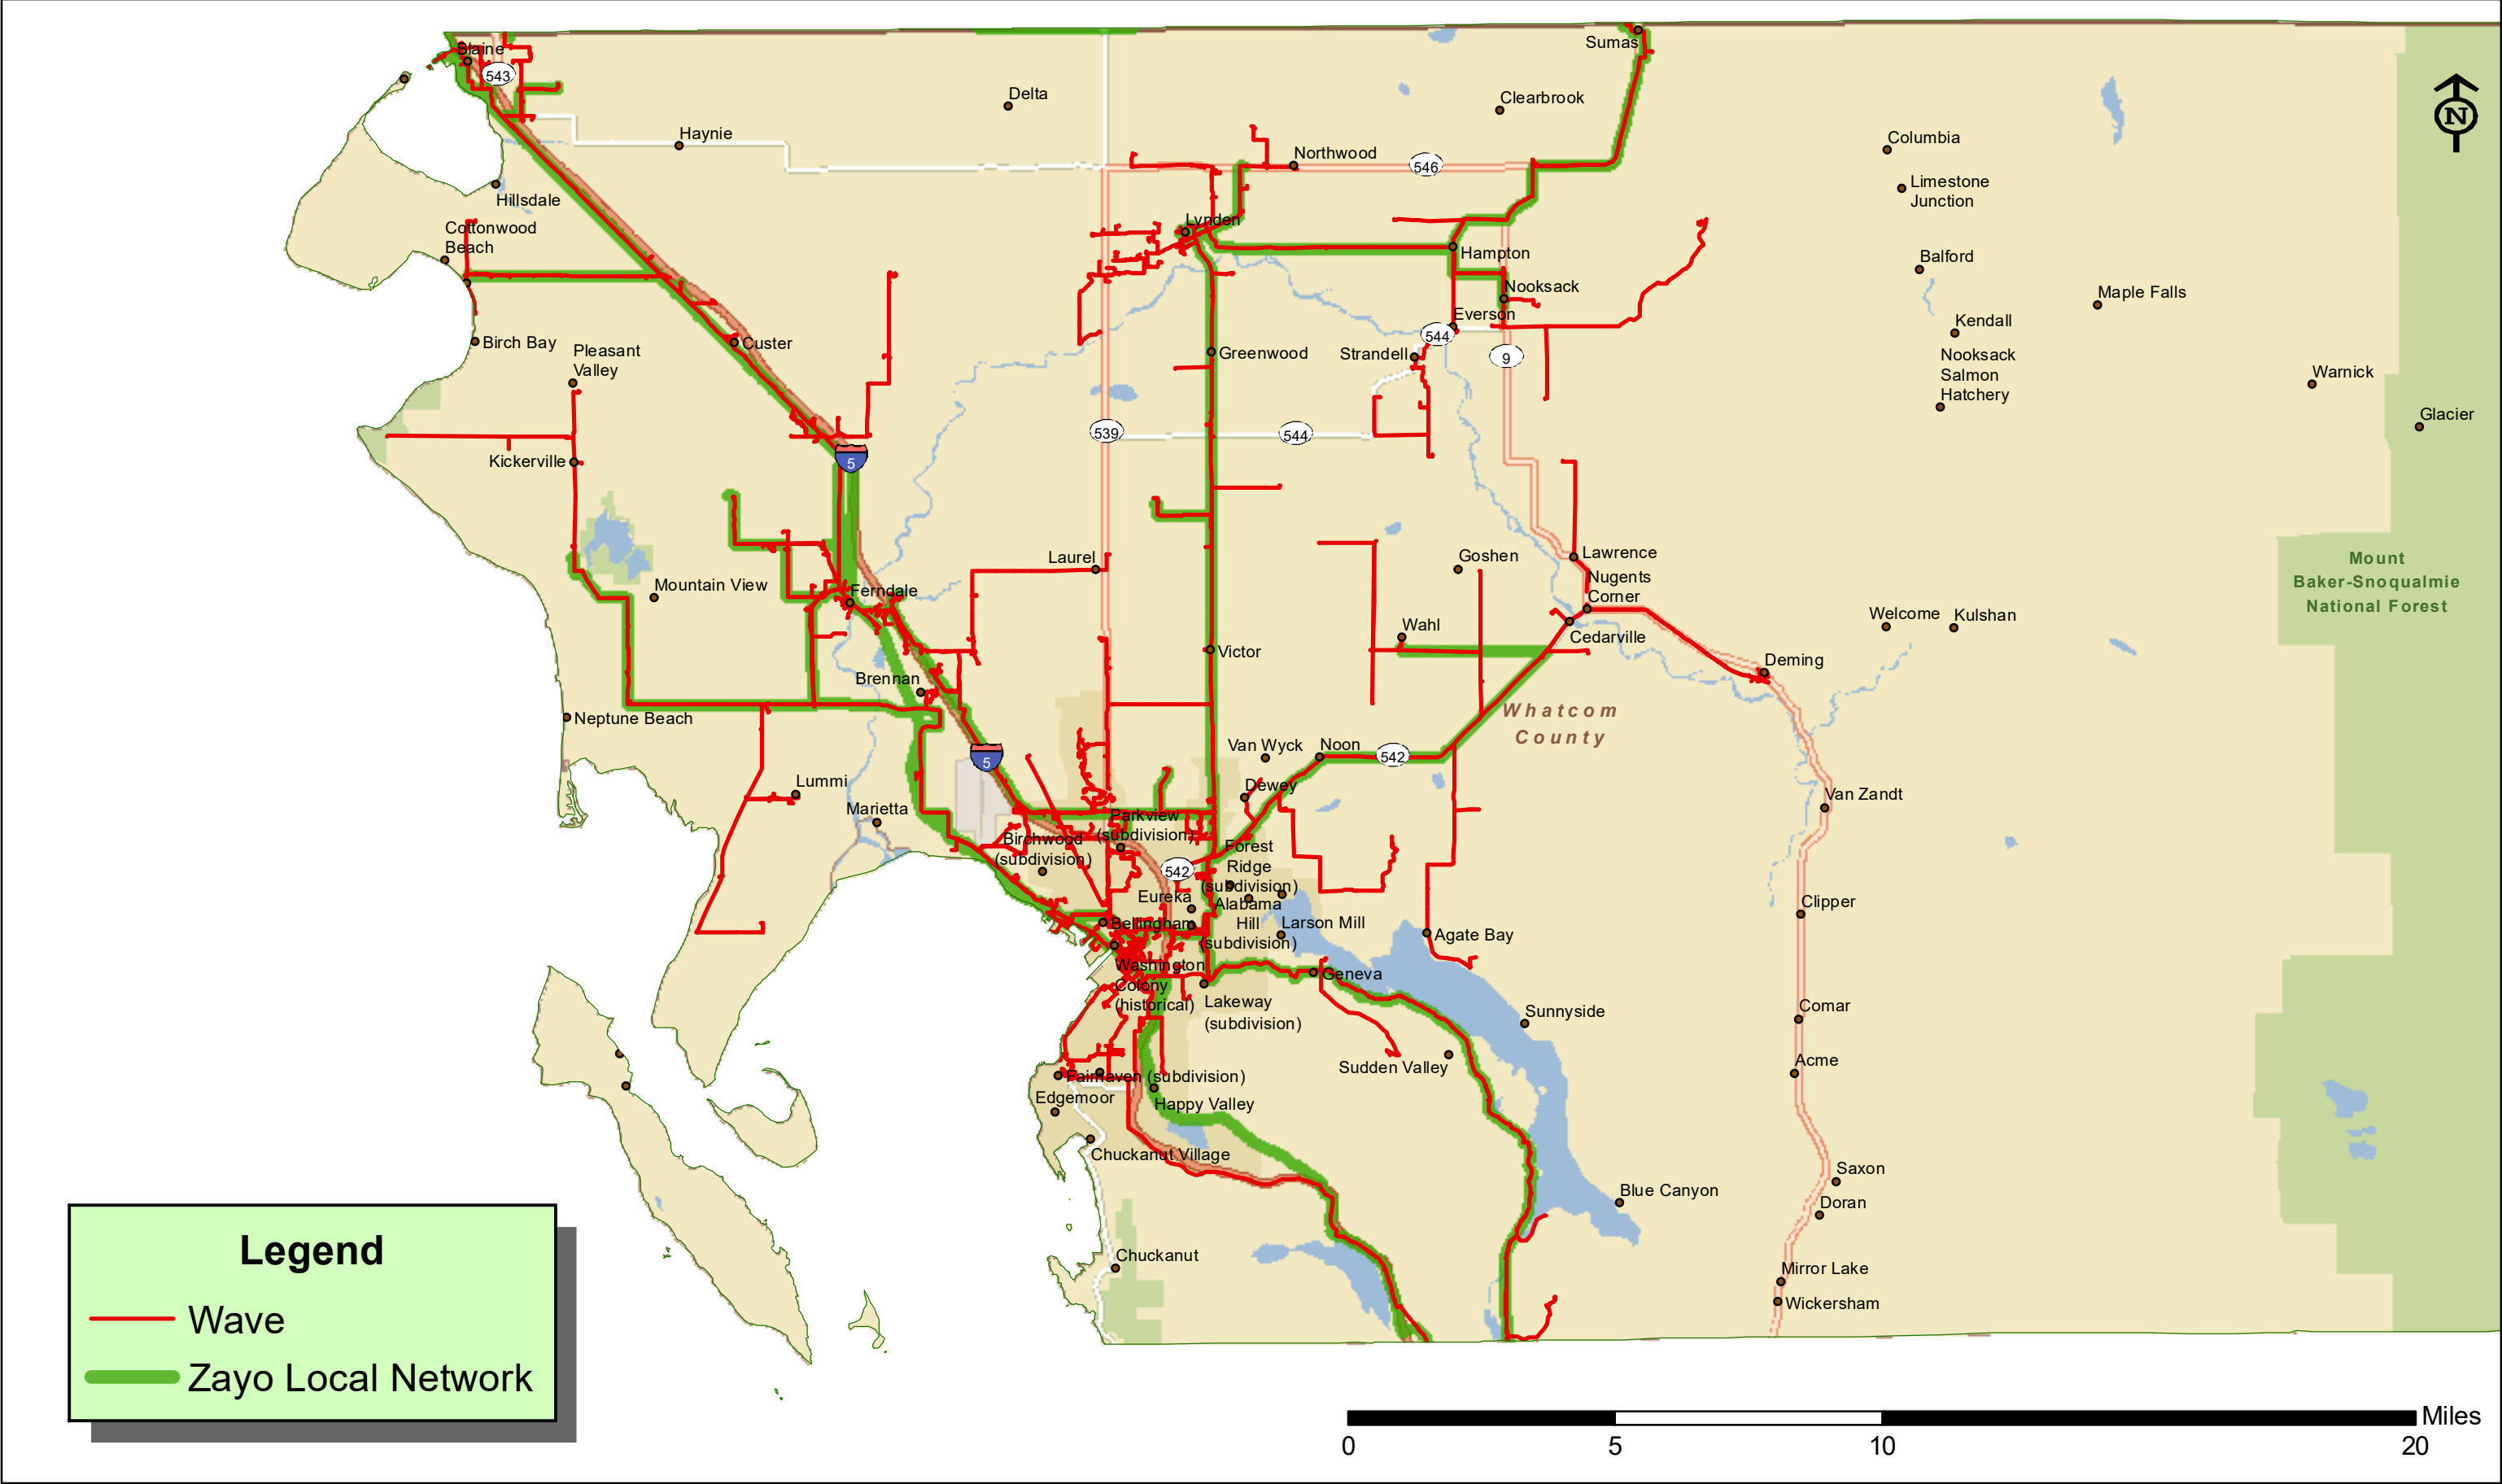 Blaine
543
Sumas
Delta
Clearbrook
N
Haynie
Northwood
546
Columbia
Limestone
Junction
Hillsdale
Cottonwood
Beach
Lynden
Hampton
Balford
Nooksack
Maple Falls
Everson
Kendall
544
Birch Bay
Custer
Pleasant
Valley
Greenwood
Strandell
9
Nooksack
Salmon
Hatchery
Warnick
Glacier
539
544
Kickerville
5
Laurel
Goshen
Lawrence
Mount
Baker-Snoqualmie
National Forest
Mountain View
Ferndale
Nugents
Corner
Welcome
Kulshan
Wahl
Cedarville
Victor
Deming
Brennan
Neptune Beach
Whatcom
County
Van Wyck
Noon
542
5
Lummi
Dewey
Van Zandt
Marietta
Parkview
(subdivision)
Birchwood
(subdivision)
Forest
Ridge
(subdivision)
542
Eureka
Alabama
Hill
(subdivision)
Clipper
Bellingham
Larson Mill
Agate Bay
Washington
Colony
(historical)
Geneva
Lakeway
(subdivision)
Sunnyside
Comar
Sudden Valley
Acme
Fairhaven (subdivision)
Edgemoor
Happy Valley
Chuckanut Village
Saxon
Blue Canyon
Doran
Chuckanut
Mirror Lake
Wickersham
Legend
Wave
Zayo Local Network
Miles
0
5
10
20